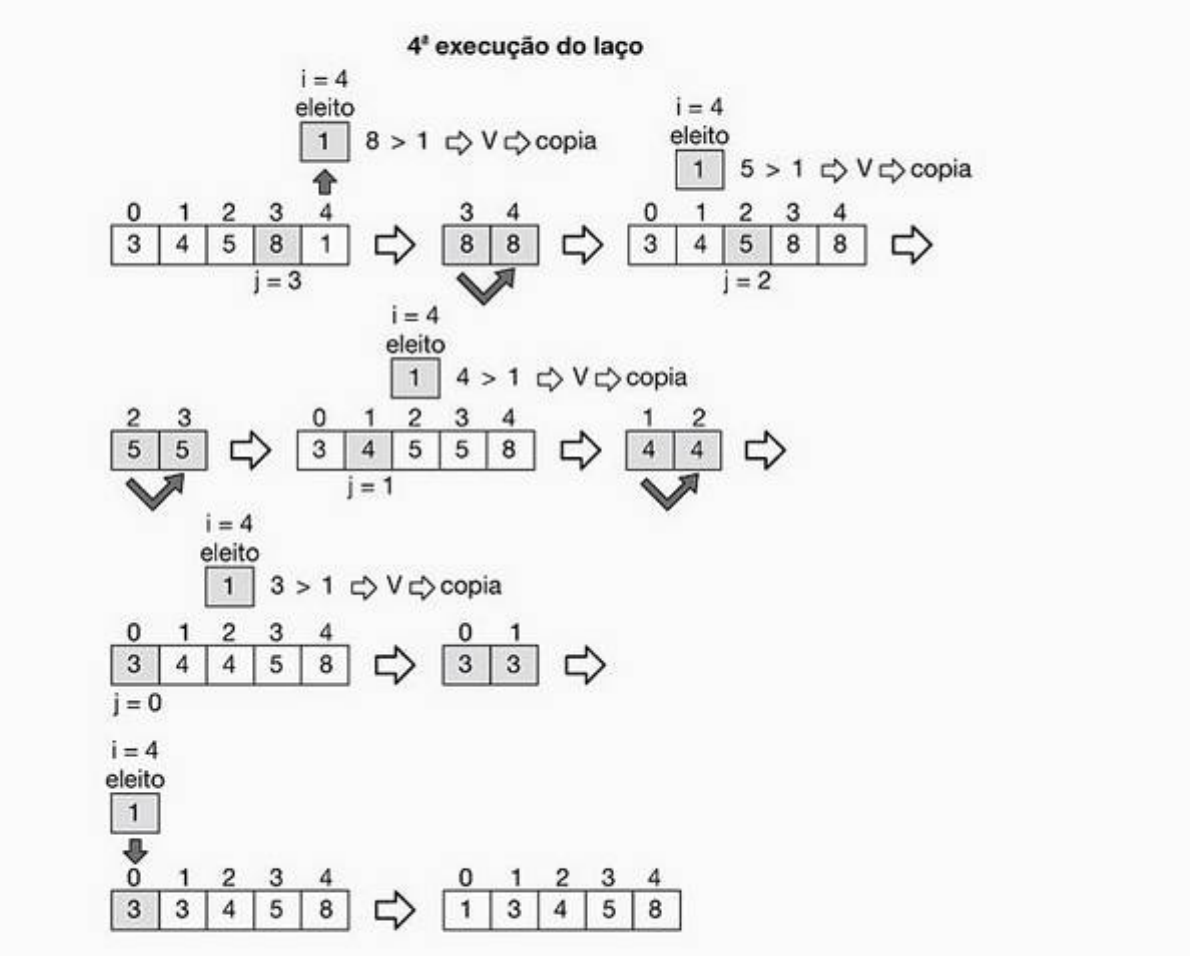 4ª execução do laço
i = 4
eleito
1 8 > 1 ⇨ V ⇨ copia
i = 4
eleito
1 5 > 1 ⇨ V ⇨ copia
0 1 2 3 4
3 4 5 8 1
j = 3
3 4
8 8
0 1 2 3 4
3 4 5 8 8
j = 2
i = 4
eleito
1 4 > 1 ⇨ V ⇨ copia
2 3
5 5
0 1 2 3 4
3 4 5 5 8
j = 1
1 2
4 4
i = 4
eleito
1 3 > 1 ⇨ V ⇨ copia
0 1 2 3 4
3 4 4 5 8
j = 0
0 1
3 3
i = 4
eleito
1
0 1 2 3 4
3 3 4 5 8
0 1 2 3 4
1 3 4 5 8